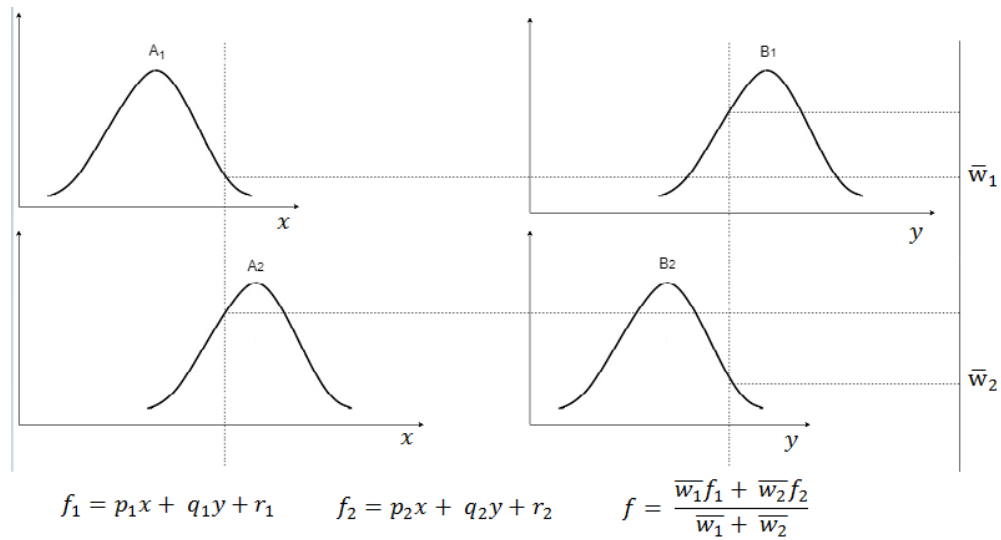 A₁
B₁
w̅₁
x
y
A₂
B₂
w̅₂
x
y
f₁ = p₁x + q₁y + r₁
f₂ = p₂x + q₂y + r₂
f = (w̅₁f₁ + w̅₂f₂) / (w̅₁ + w̅₂)